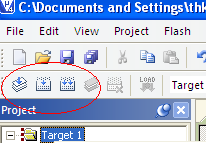 C:\Documents and Settings\thk
File Edit View Project Flash
LOAD Target
Project
Target 1